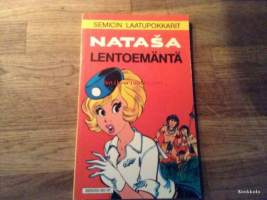 SEMICIN LAATUPOKKARIT
NATAŠA
LENTOEMÄNTÄ